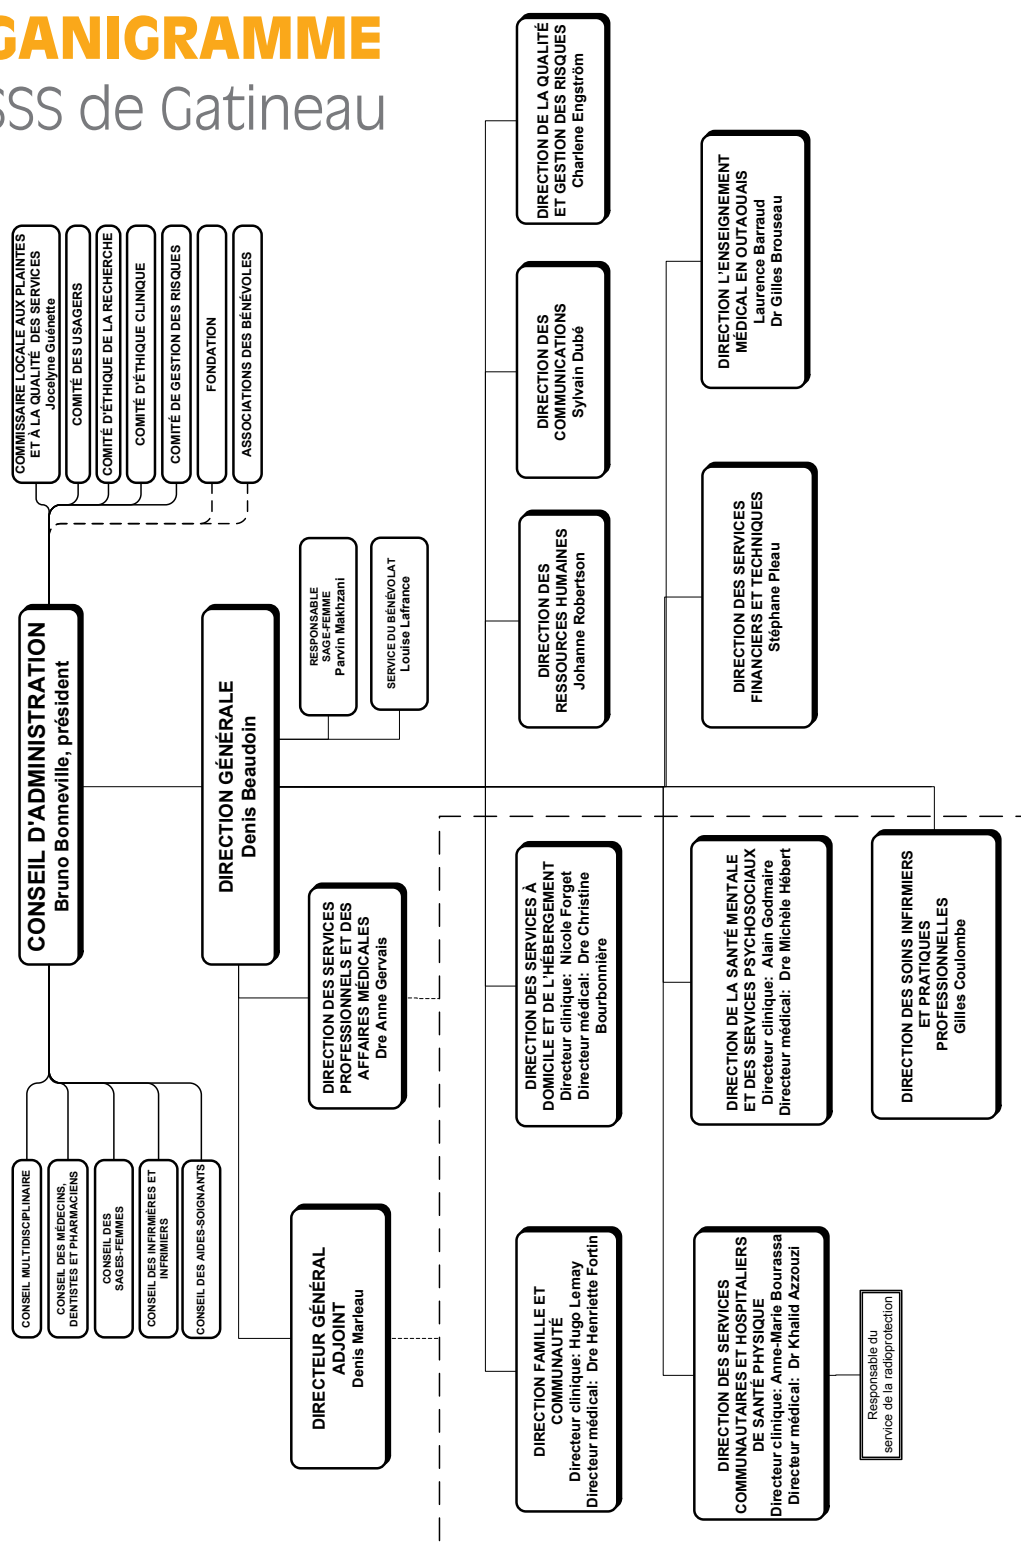 GANIGRAMME
SSS de Gatineau
COMMISSAIRE LOCALE AUX PLAINTES
ET À LA QUALITÉ DES SERVICES
Jocelyne Guénette
COMITÉ DES USAGERS
COMITÉ D'ÉTHIQUE DE LA RECHERCHE
COMITÉ D'ÉTHIQUE CLINIQUE
COMITÉ DE GESTION DES RISQUES
FONDATION
ASSOCIATIONS DES BÉNÉVOLES
CONSEIL D'ADMINISTRATION
Bruno Bonneville, président
CONSEIL MULTIDISCIPLINAIRE
CONSEIL DES MÉDECINS,
DENTISTES ET PHARMACIENS
CONSEIL DES
SAGES-FEMMES
CONSEIL DES INFIRMIÈRES ET
INFRIMIERS
CONSEIL DES AIDES-SOIGNANTS
DIRECTION GÉNÉRALE
Denis Beaudoin
RESPONSABLE
SAGE-FEMME
Parvin Makhzani
SERVICE DU BÉNÉVOLAT
Louise Lafrance
DIRECTEUR GÉNÉRAL
ADJOINT
Denis Marleau
DIRECTION DES SERVICES
PROFESSIONNELS ET DES
AFFAIRES MÉDICALES
Dre Anne Gervais
DIRECTION FAMILLE ET
COMMUNAUTÉ
Directeur clinique: Hugo Lemay
Directeur médical: Dre Henriette Fortin
DIRECTION DES SERVICES À
DOMICILE ET DE L'HÉBERGEMENT
Directeur clinique: Nicole Forget
Directeur médical: Dre Christine
Bourbonnière
DIRECTION DES
RESSOURCES HUMAINES
Johanne Robertson
DIRECTION DES
COMMUNICATIONS
Sylvain Dubé
DIRECTION DE LA QUALITÉ
ET GESTION DES RISQUES
Charlene Engström
DIRECTION DES SERVICES
COMMUNAUTAIRES ET HOSPITALIERS
DE SANTÉ PHYSIQUE
Directeur clinique: Anne-Marie Bourassa
Directeur médical: Dr Khalid Azzouzi
DIRECTION DE LA SANTÉ MENTALE
ET DES SERVICES PSYCHOSOCIAUX
Directeur clinique: Alain Godmaire
Directeur médical: Dre Michèle Hébert
DIRECTION DES SERVICES
FINANCIERS ET TECHNIQUES
Stéphane Pleau
DIRECTION L'ENSEIGNEMENT
MÉDICAL EN OUTAOUAIS
Laurence Barraud
Dr Gilles Brouseau
Responsable du
service de la radioprotection
DIRECTION DES SOINS INFIRMIERS
ET PRATIQUES
PROFESSIONNELLES
Gilles Coulombe